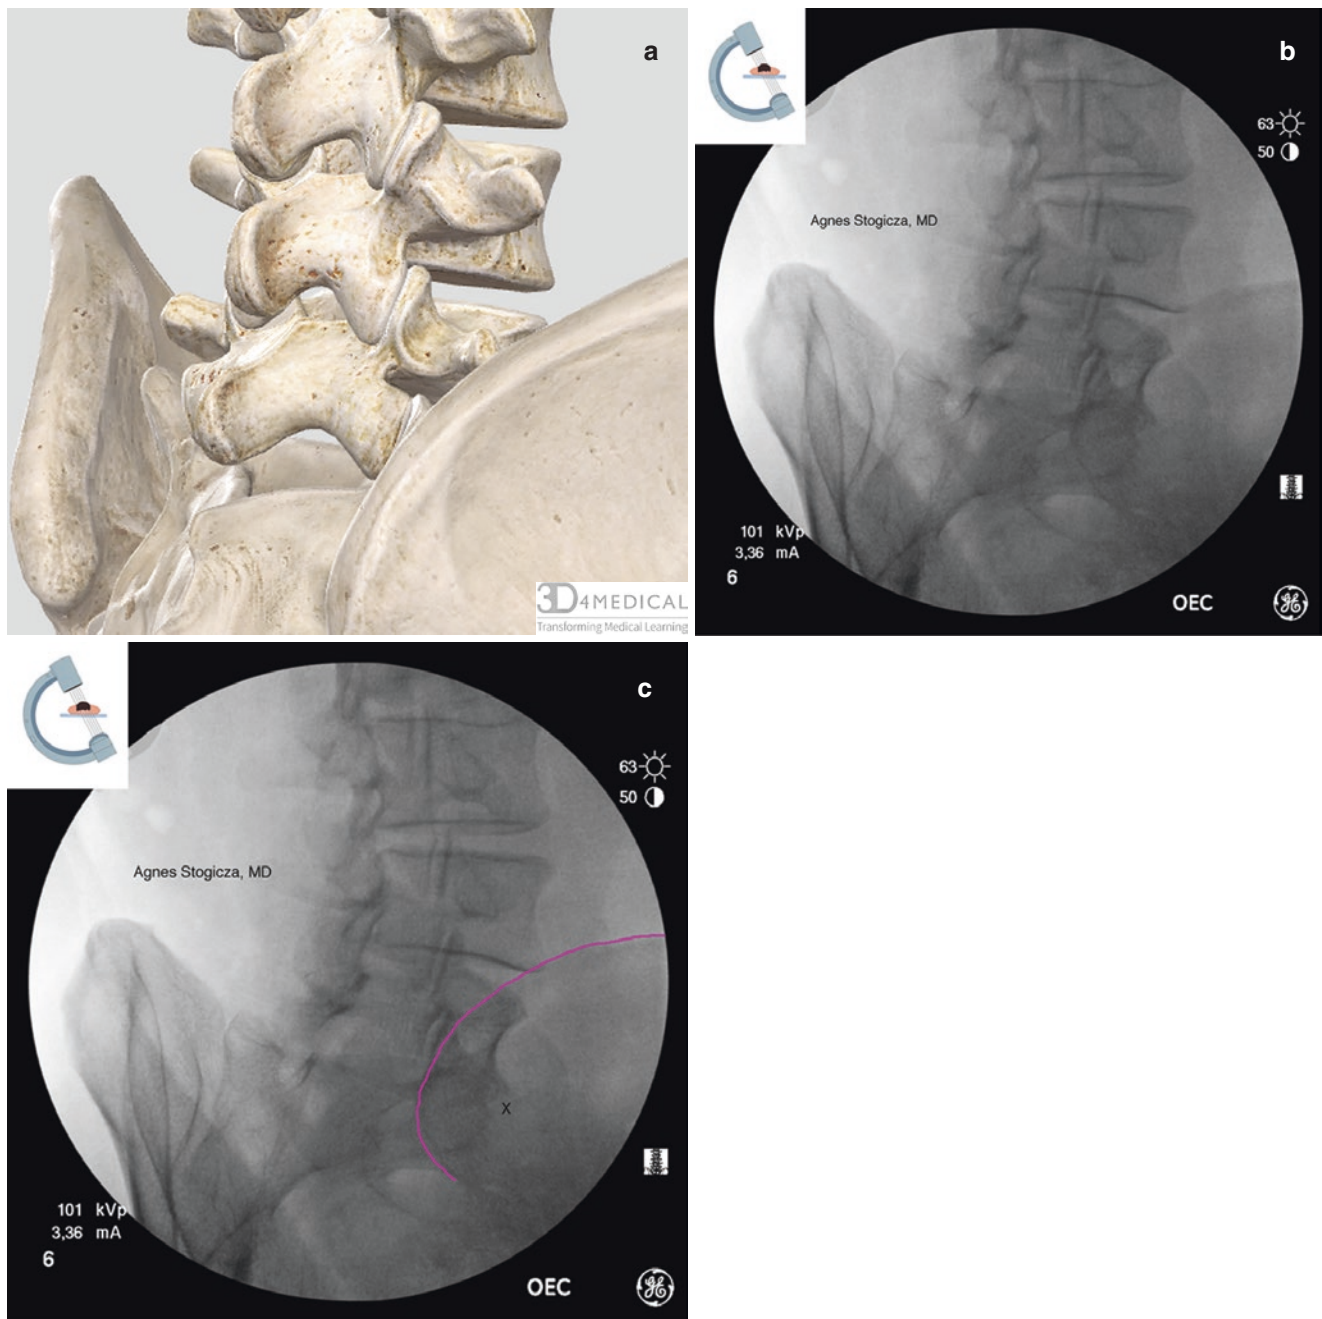 a
3D4MEDICAL
Transforming Medical Learning
b
63
50
Agnes Stogicza, MD
101 kVp
3,36 mA
6
OEC
c
63
50
Agnes Stogicza, MD
X
101 kVp
3,36 mA
6
OEC